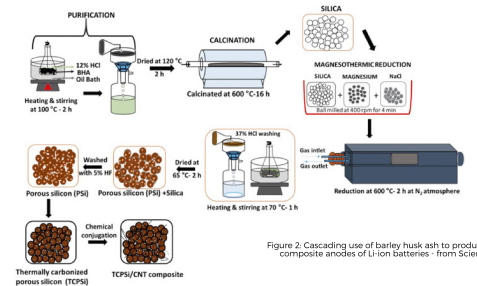 PURIFICATION
12% HCl
BHA
Oil Bath
Heating & stirring
at 100 °C - 2 h
Dried at 120 °C
2 h
CALCINATION
Calcinated at 600 °C-16 h
SILICA
MAGNESOTHERMIC REDUCTION
SILICA MAGNESIUM NaCl
+ +
Ball milled at 400 rpm for 4 min
Gas intlet
Gas outlet
Reduction at 600 °C- 2 h at N₂ atmosphere
37% HCl washing
Heating & stirring at 70 °C- 1 h
Dried at
65 °C- 2 h
Porous silicon (PSi) +Silica
Washed
with 5% HF
Porous silicon (PSi)
Thermally carbonized
porous silicon (TCPSi)
Chemical
conjugation
TCPSi/CNT composite
Figure 2: Cascading use of barley husk ash to produ
composite anodes of Li-ion batteries - from Scien